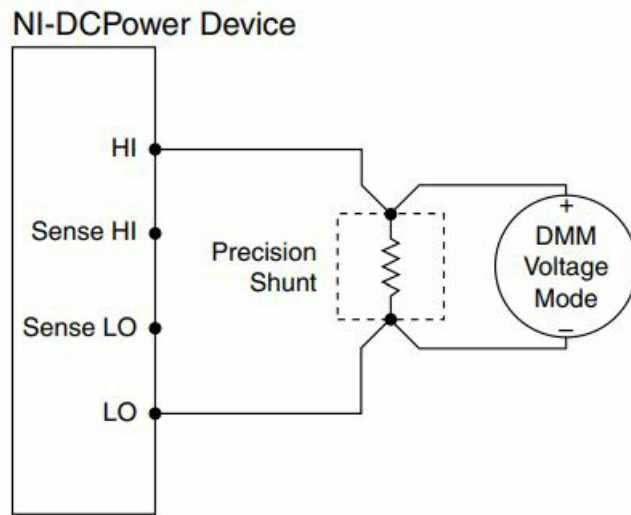 NI-DCPower Device
HI
Sense HI
Sense LO
LO
Precision
Shunt
+
DMM
Voltage
Mode
–